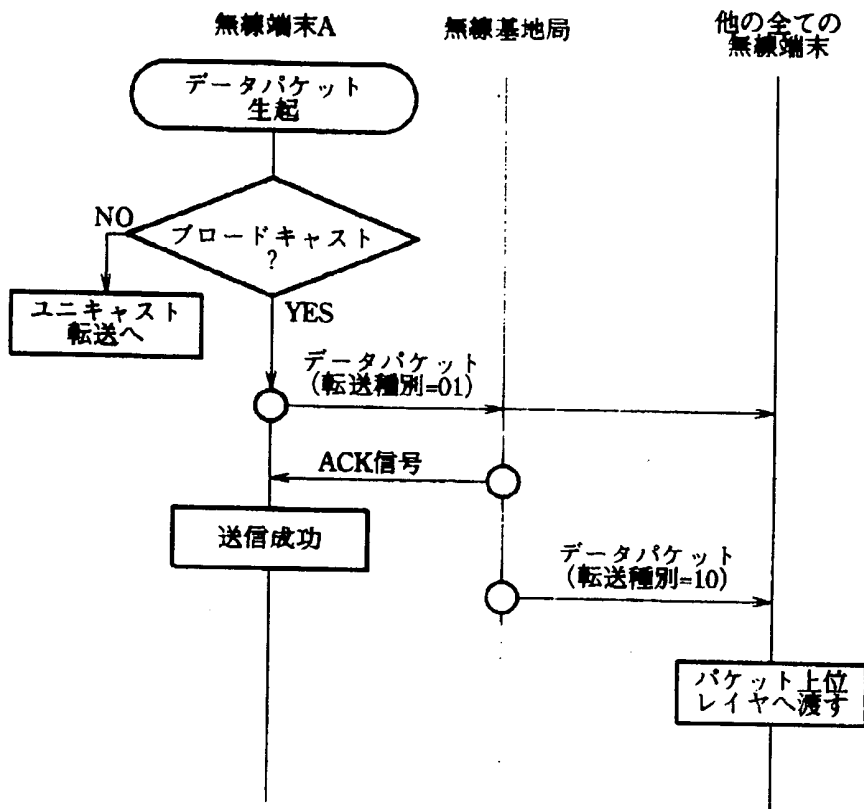 無線端末A
無線基地局
他の全ての
無線端末
データパケット
生起
NO
ブロードキャスト
?
ユニキャスト
転送へ
YES
データパケット
(転送種別=01)
ACK信号
送信成功
データパケット
(転送種別=10)
パケット上位
レイヤへ渡す